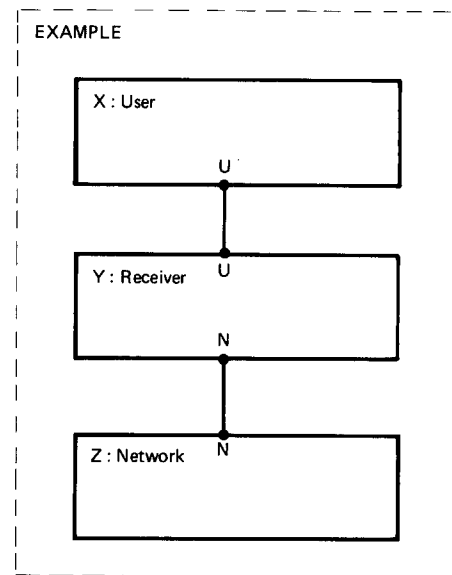 EXAMPLE
X : User
U
U
Y : Receiver
N
N
Z : Network